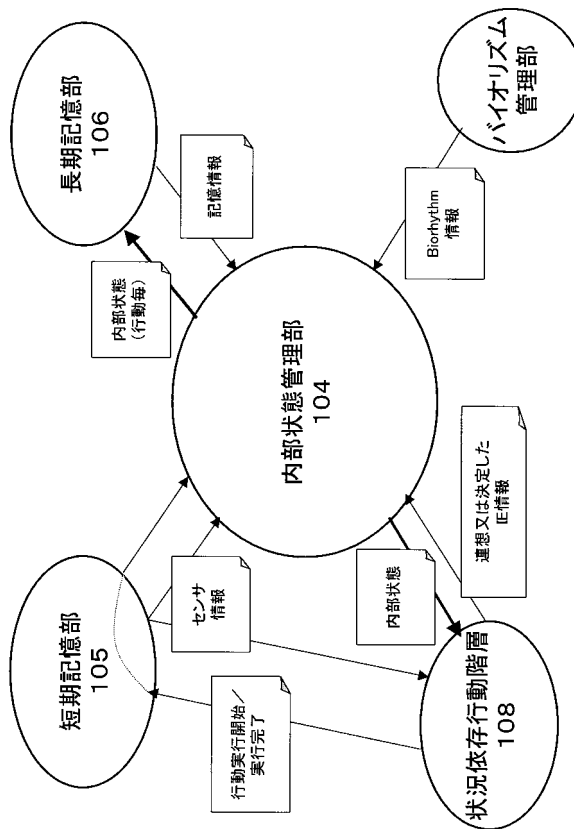 短期記憶部
105
長期記憶部
106
内部状態
(行動毎)
記憶情報
センサ
情報
行動実行開始/
実行完了
内部状態管理部
104
内部状態
Biorhythm
情報
連想又は決定した
IE情報
状況依存行動階層
108
バイオリズム
管理部